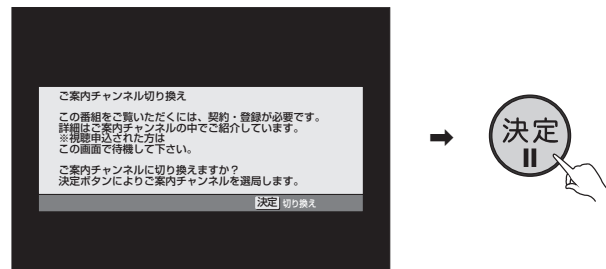 ご案内チャンネル切り換え
この番組をご覧いただくには、契約・登録が必要です。
詳細はご案内チャンネルの中でご紹介しています。
※視聴申込された方は
この画面で待機して下さい。
ご案内チャンネルに切り換えますか？
決定ボタンによりご案内チャンネルを選局します。
決定 切り換え
決定